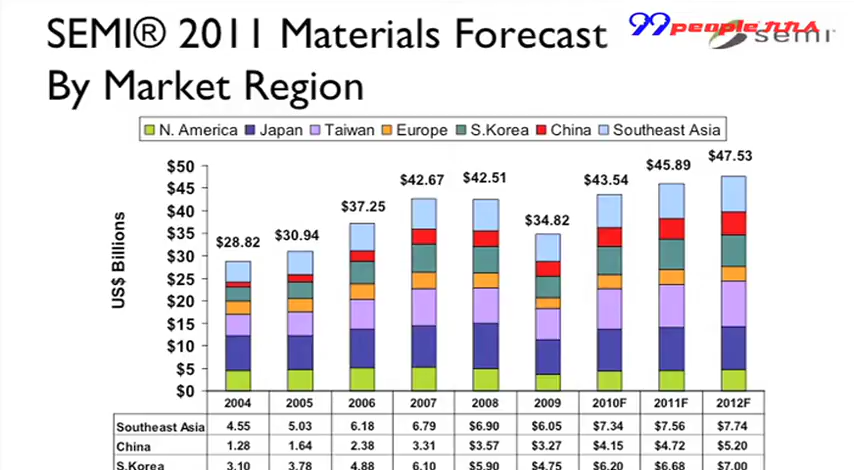 SEMI® 2011 Materials Forecast
By Market Region
99people
semi
N. America Japan Taiwan Europe S.Korea China Southeast Asia
$50
$45
$40
$35
$30
$25
$20
$15
$10
$5
$0
US$ Billions
$28.82 $30.94 $37.25 $42.67 $42.51 $34.82 $43.54 $45.89 $47.53
2004 2005 2006 2007 2008 2009 2010F 2011F 2012F
Southeast Asia 4.55 5.03 6.18 6.79 $6.90 $6.05 $7.34 $7.56 $7.74
China 1.28 1.64 2.38 3.31 $3.57 $3.27 $4.15 $4.72 $5.20
S.Korea 3.10 3.78 4.88 6.10 $5.90 $4.75 $6.20 $6.68 $7.00